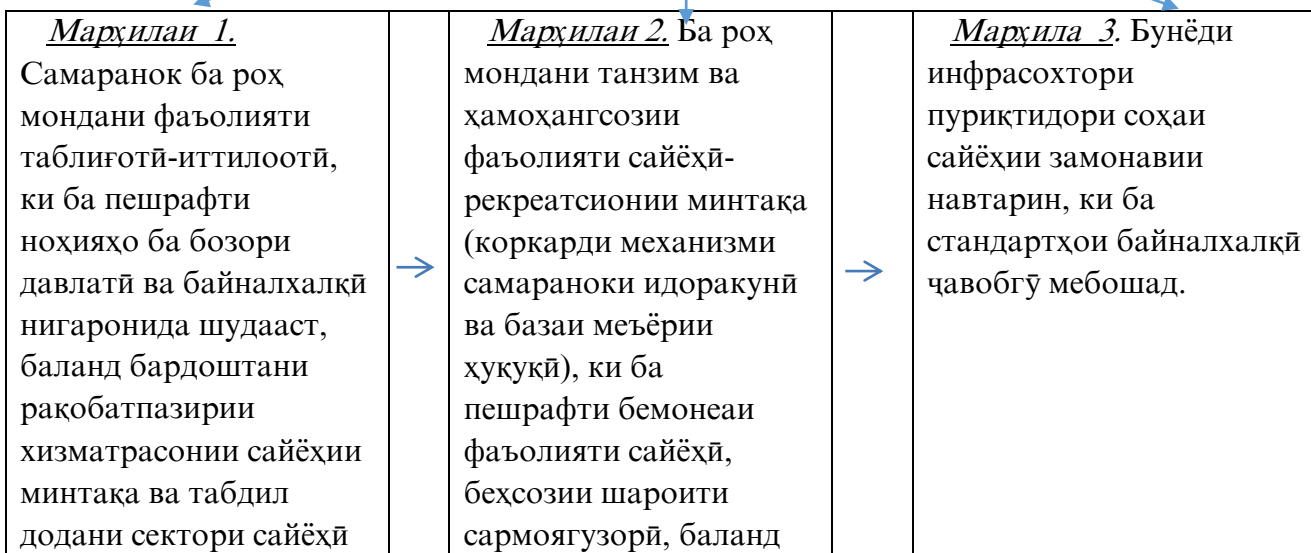 Марҳилаи 1.
Самаранок ба роҳ
мондани фаъолияти
таблиғотӣ-иттилоотӣ,
ки ба пешрафти
ноҳияҳо ба бозори
давлатӣ ва байналхалқӣ
нигаронида шудааст,
баланд бардоштани
рақобатпазирии
хизматрасонии сайёҳии
минтақа ва табдил
додани сектори сайёҳӣ
Марҳилаи 2. Ба роҳ
мондани танзим ва
ҳамоҳангсозии
фаъолияти сайёҳӣ-
рекреатсионии минтақа
(коркарди механизми
самараноки идоракунӣ
ва базаи меъёрии
ҳуқуқӣ), ки ба
пешрафти бемонеаи
фаъолияти сайёҳӣ,
беҳсозии шароити
сармоягузорӣ, баланд
Марҳила 3. Бунёди
инфрасохтори
пуриқтидори соҳаи
сайёҳии замонавии
навтарин, ки ба
стандартҳои байналхалқӣ
ҷавобгӯ мебошад.